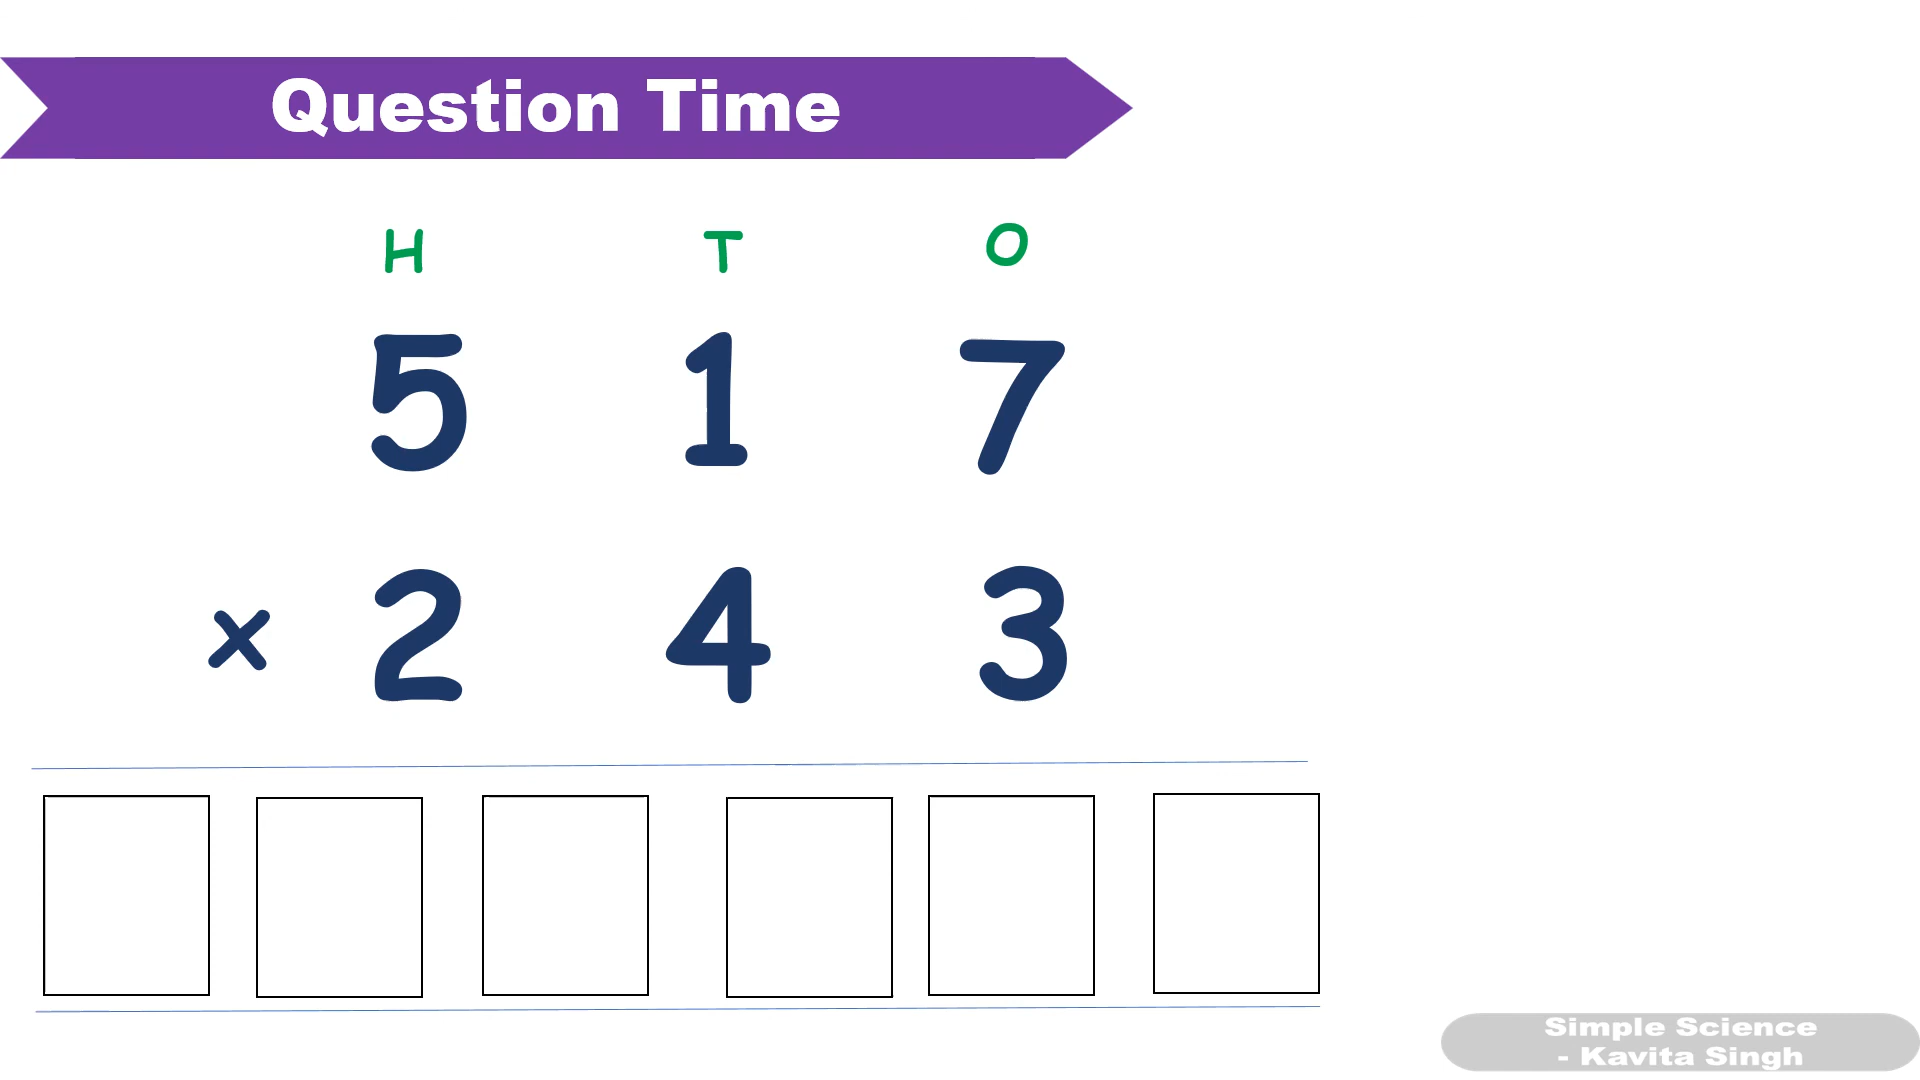 Question Time
H T O
5 1 7
× 2 4 3
Simple Science
- Kavita Singh